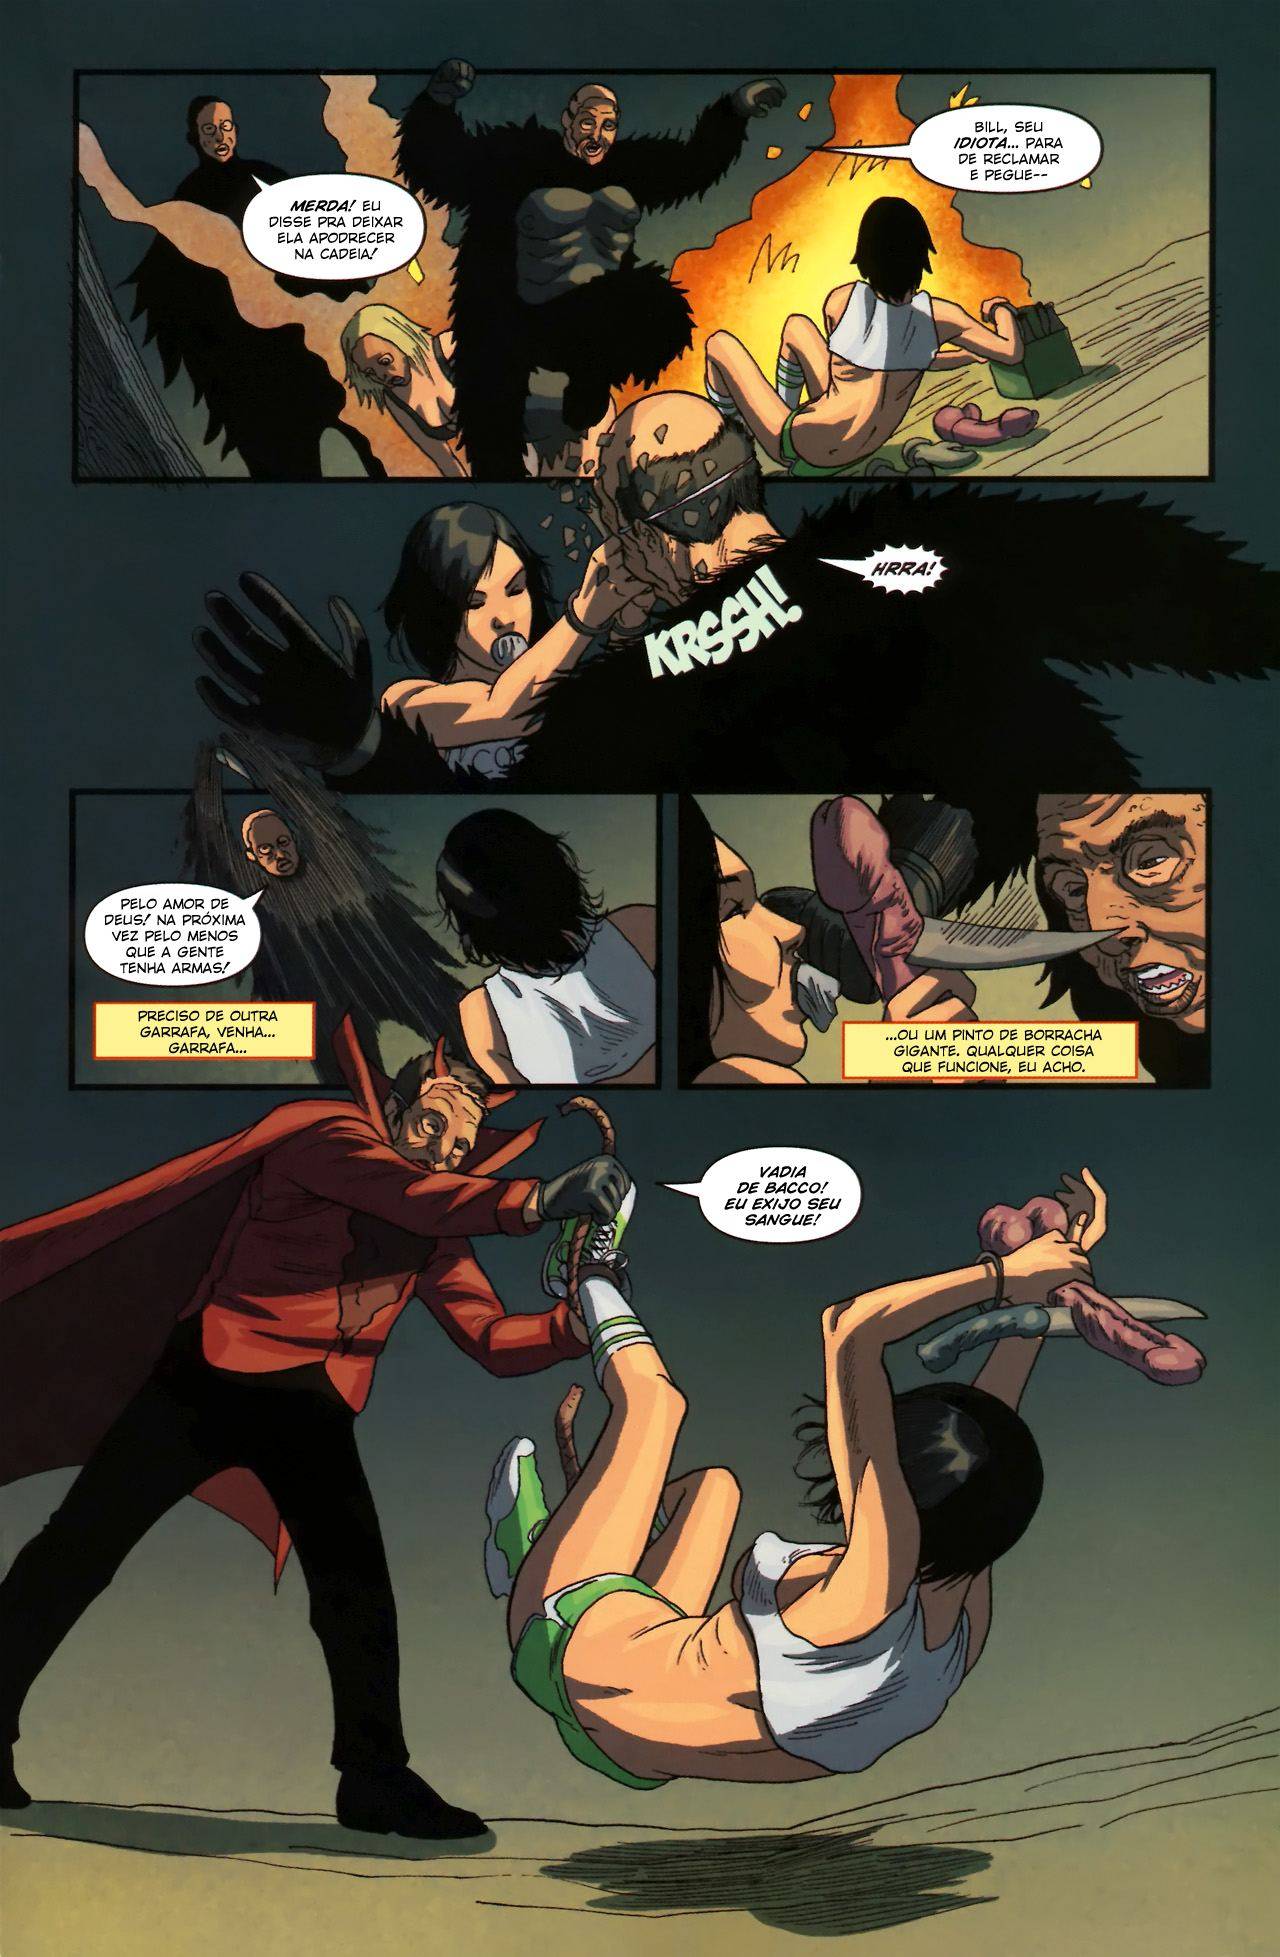 MERDA! EU
DISSE PRA DEIXAR
ELA APODRECER
NA CADEIA!
BILL, SEU
IDIOTA... PARA
DE RECLAMAR
E PEGUE--
KRSSH!
HRRA!
PELO AMOR DE
DEUS! NA PRÓXIMA
VEZ PELO MENOS
QUE A GENTE
TENHA ARMAS!
PRECISO DE OUTRA
GARRAFA, VENHA...
GARRAFA...
...OU UM PINTO DE BORRACHA
GIGANTE. QUALQUER COISA
QUE FUNCIONE, EU ACHO.
VADIA
DE BACCO!
EU EXIJO SEU
SANGUE!